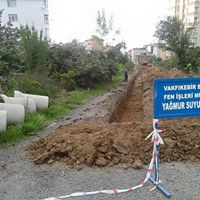 VAKFIKEBİR B
FEN İŞLERİ M
YAĞMUR SUYU